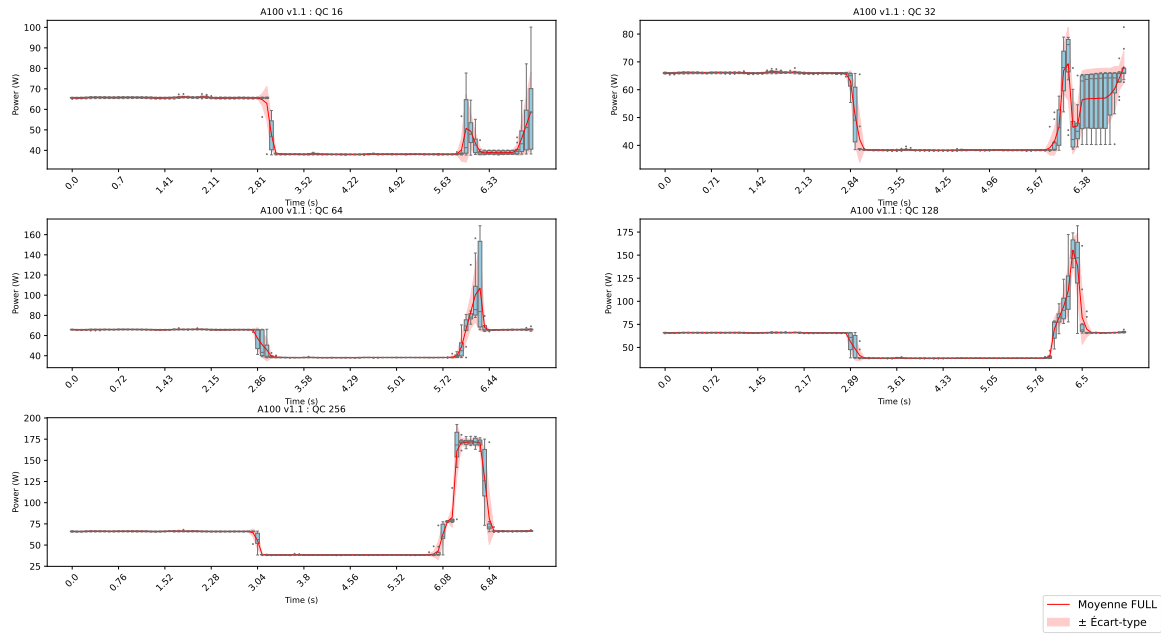 A100 v1.1 : QC 16
Power (W)
100
90
80
70
60
50
40
0.0 0.7 1.41 2.11 2.81 3.52 4.22 4.92 5.63 6.33
Time (s)
A100 v1.1 : QC 32
Power (W)
80
70
60
50
40
0.0 0.71 1.42 2.13 2.84 3.55 4.25 4.96 5.67 6.38
Time (s)
A100 v1.1 : QC 64
Power (W)
160
140
120
100
80
60
40
0.0 0.72 1.43 2.15 2.86 3.58 4.29 5.01 5.72 6.44
Time (s)
A100 v1.1 : QC 128
Power (W)
175
150
125
100
75
50
0.0 0.72 1.45 2.17 2.89 3.61 4.33 5.05 5.78 6.5
Time (s)
A100 v1.1 : QC 256
Power (W)
200
175
150
125
100
75
50
25
0.0 0.76 1.52 2.28 3.04 3.8 4.56 5.32 6.08 6.84
Time (s)
Moyenne FULL
± Écart-type